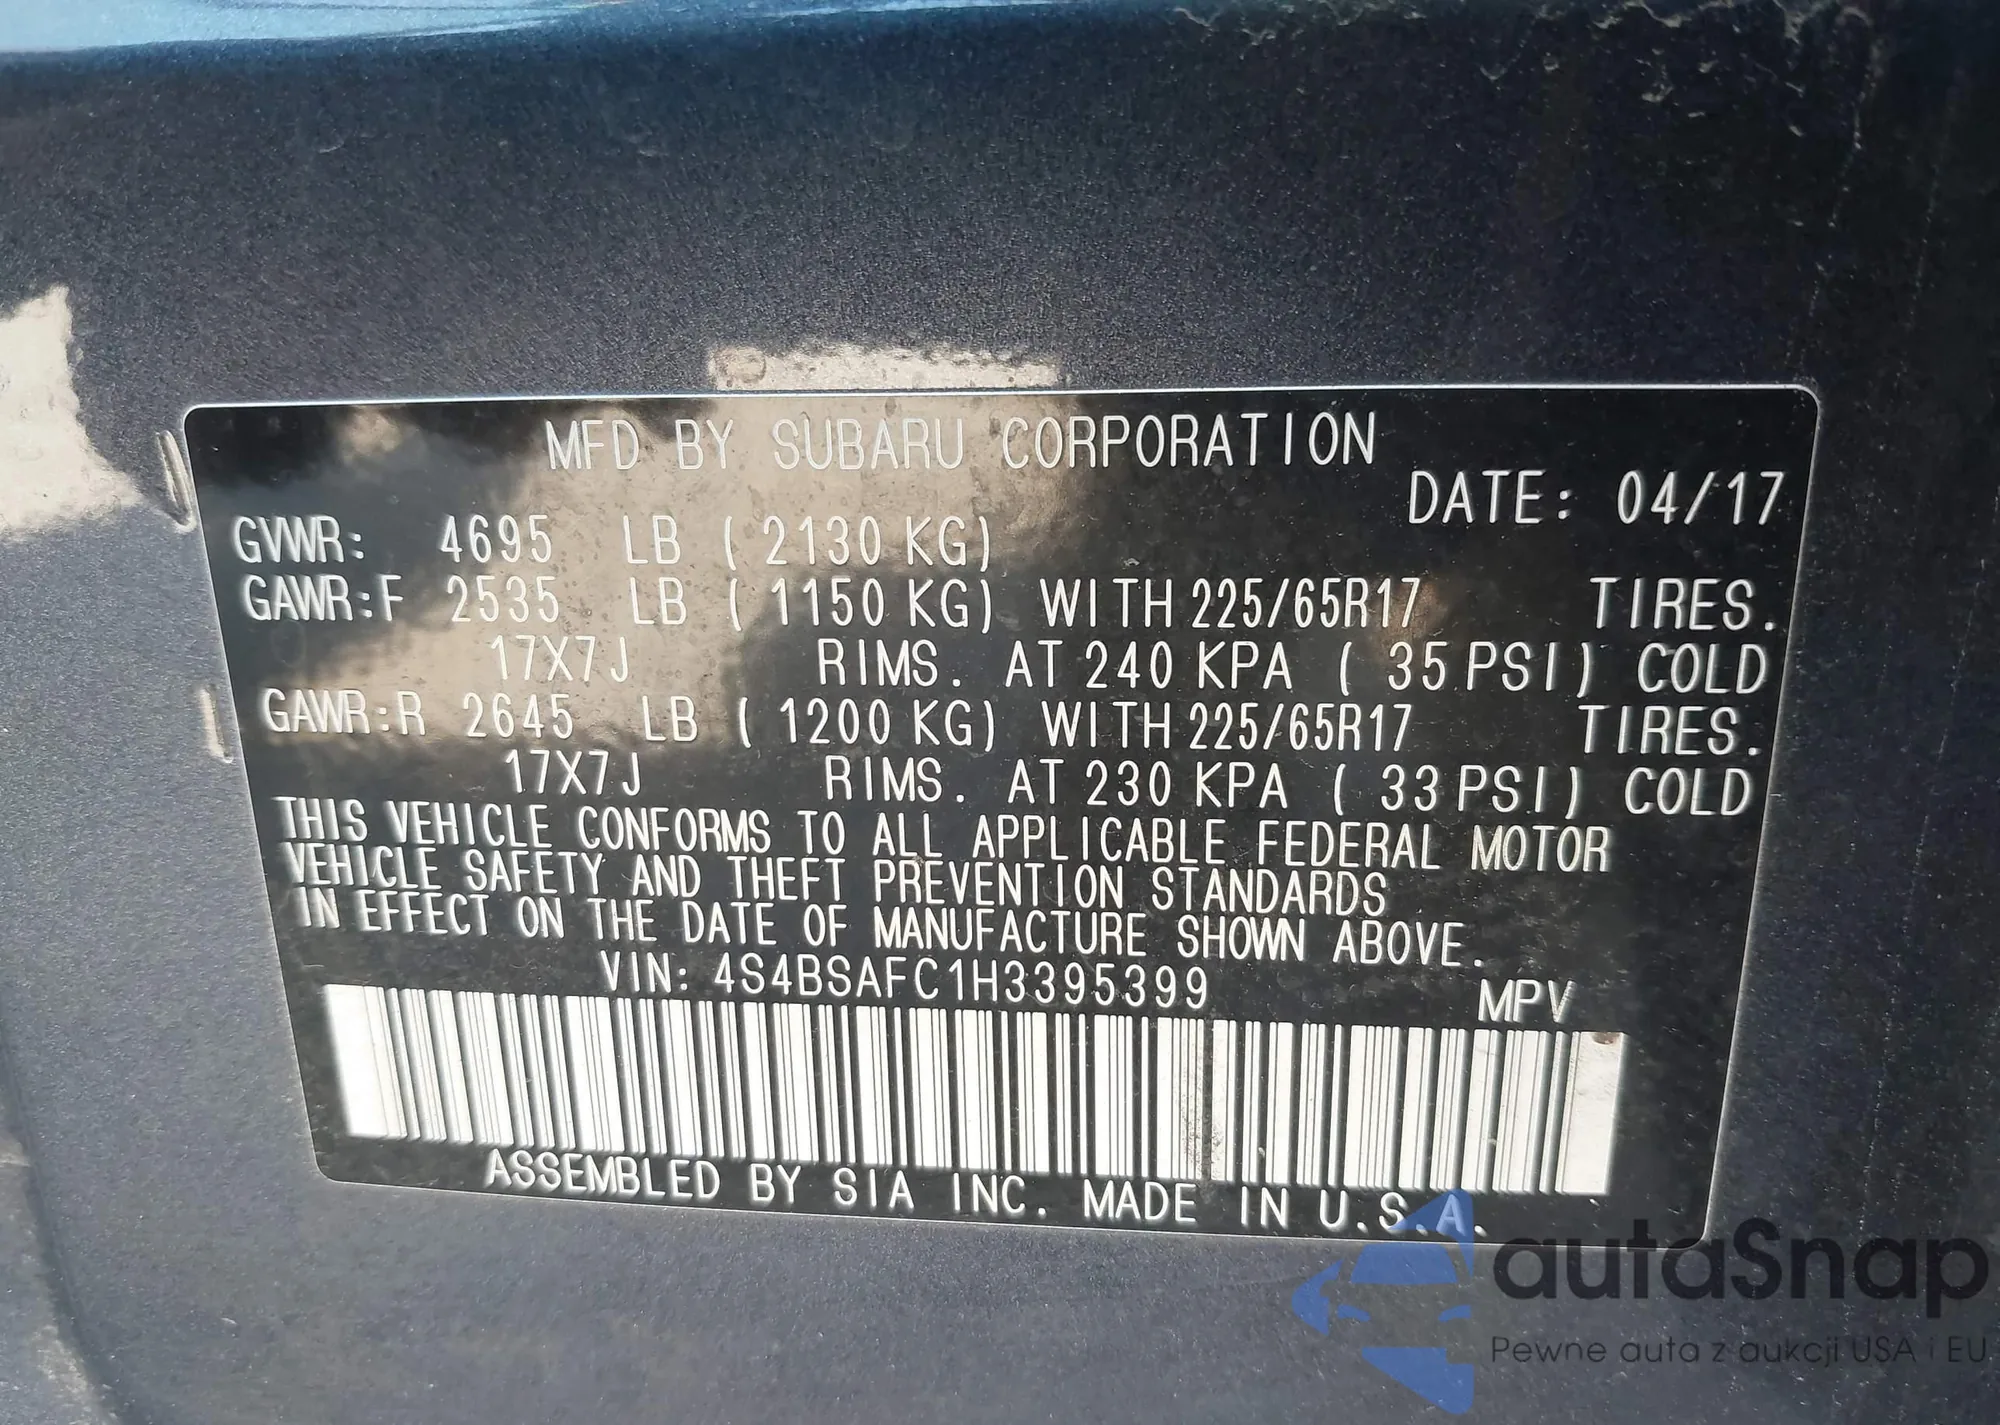 MFD BY SUBARU CORPORATION
DATE: 04/17
GVWR: 4695 LB ( 2130 KG)
GAWR:F 2535 LB ( 1150 KG) WITH 225/65R17 TIRES.
17X7J RIMS. AT 240 KPA ( 35 PSI) COLD
GAWR:R 2645 LB ( 1200 KG) WITH 225/65R17 TIRES.
17X7J RIMS. AT 230 KPA ( 33 PSI) COLD
THIS VEHICLE CONFORMS TO ALL APPLICABLE FEDERAL MOTOR
VEHICLE SAFETY AND THEFT PREVENTION STANDARDS
IN EFFECT ON THE DATE OF MANUFACTURE SHOWN ABOVE.
VIN: 4S4BSAFC1H3395399
MPV
ASSEMBLED BY SIA INC. MADE IN U.S.A.
autaSnap
Pewne auta z aukcji USA i EU